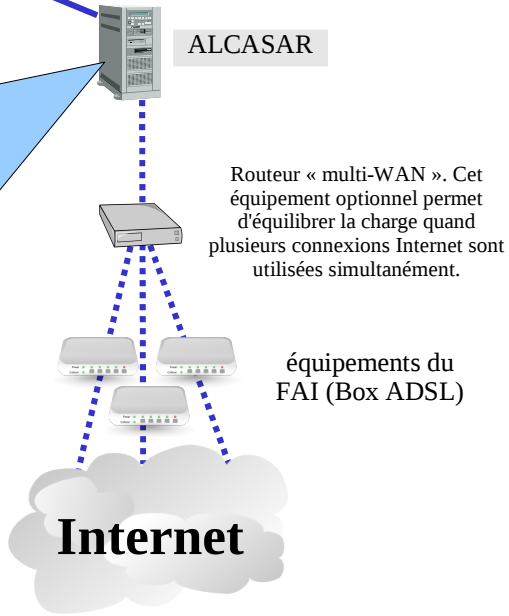 ALCASAR
Routeur « multi-WAN ». Cet
équipement optionnel permet
d'équilibrer la charge quand
plusieurs connexions Internet sont
utilisées simultanément.
équipements du
FAI (Box ADSL)
Internet